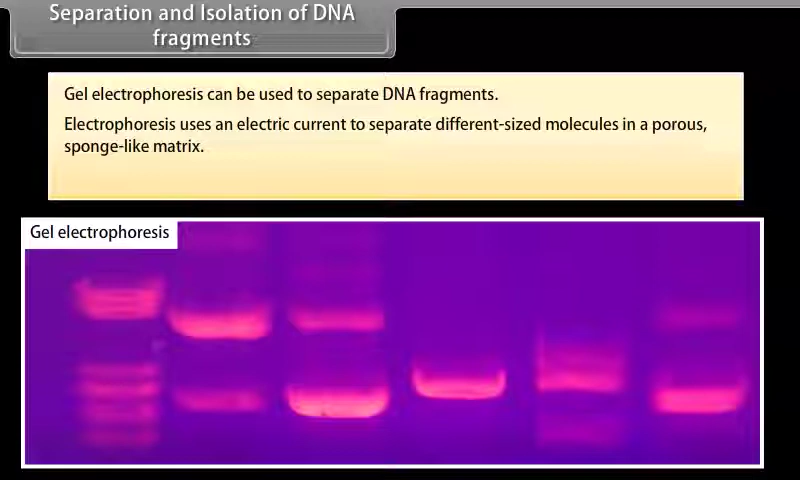 Separation and Isolation of DNA
fragments
Gel electrophoresis can be used to separate DNA fragments.
Electrophoresis uses an electric current to separate different-sized molecules in a porous,
sponge-like matrix.
Gel electrophoresis